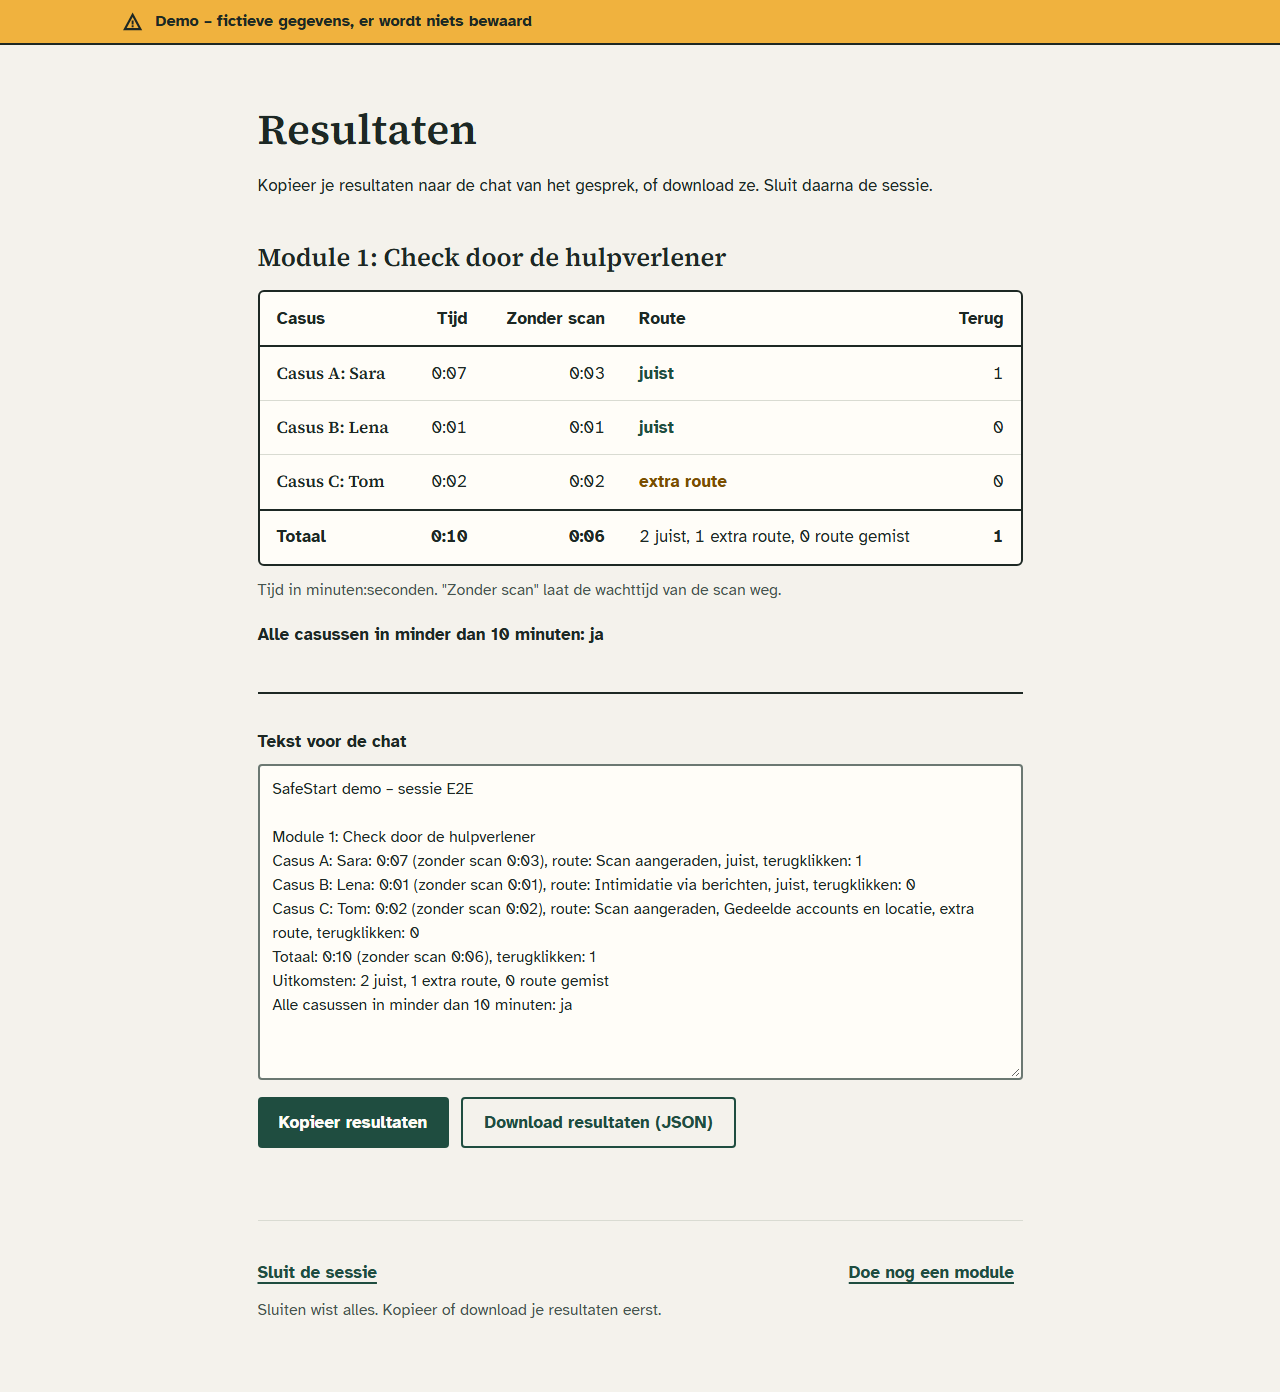 Demo – fictieve gegevens, er wordt niets bewaard
Resultaten
Kopieer je resultaten naar de chat van het gesprek, of download ze. Sluit daarna de sessie.
Module 1: Check door de hulpverlener
Casus Tijd Zonder scan Route Terug
Casus A: Sara 0:07 0:03 juist 1
Casus B: Lena 0:01 0:01 juist 0
Casus C: Tom 0:02 0:02 extra route 0
Totaal 0:10 0:06 2 juist, 1 extra route, 0 route gemist 1
Tijd in minuten:seconden. "Zonder scan" laat de wachttijd van de scan weg.
Alle casussen in minder dan 10 minuten: ja
Tekst voor de chat
SafeStart demo – sessie E2E
Module 1: Check door de hulpverlener
Casus A: Sara: 0:07 (zonder scan 0:03), route: Scan aangeraden, juist, terugklikken: 1
Casus B: Lena: 0:01 (zonder scan 0:01), route: Intimidatie via berichten, juist, terugklikken: 0
Casus C: Tom: 0:02 (zonder scan 0:02), route: Scan aangeraden, Gedeelde accounts en locatie, extra
route, terugklikken: 0
Totaal: 0:10 (zonder scan 0:06), terugklikken: 1
Uitkomsten: 2 juist, 1 extra route, 0 route gemist
Alle casussen in minder dan 10 minuten: ja
Kopieer resultaten Download resultaten (JSON)
Sluit de sessie Doe nog een module
Sluiten wist alles. Kopieer of download je resultaten eerst.